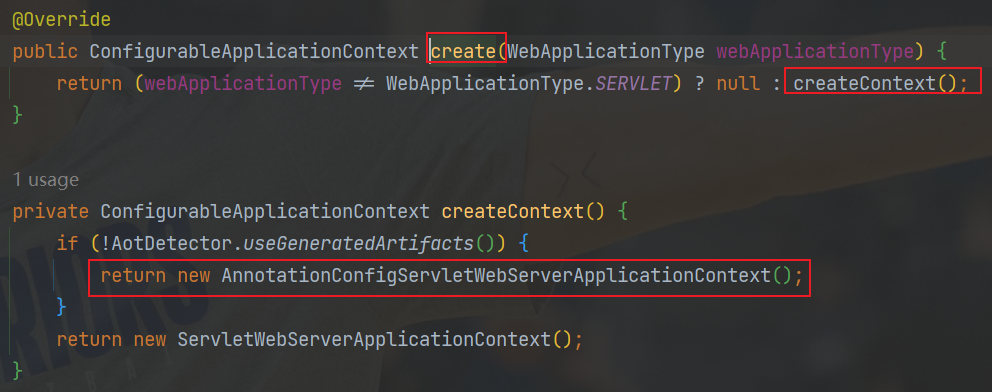 @Override
public ConfigurableApplicationContext create(WebApplicationType webApplicationType) {
return (webApplicationType ≠ WebApplicationType.SERVLET) ? null : createContext();
}
1 usage
private ConfigurableApplicationContext createContext() {
if (!AotDetector.useGeneratedArtifacts()) {
return new AnnotationConfigServletWebServerApplicationContext();
}
return new ServletWebServerApplicationContext();
}